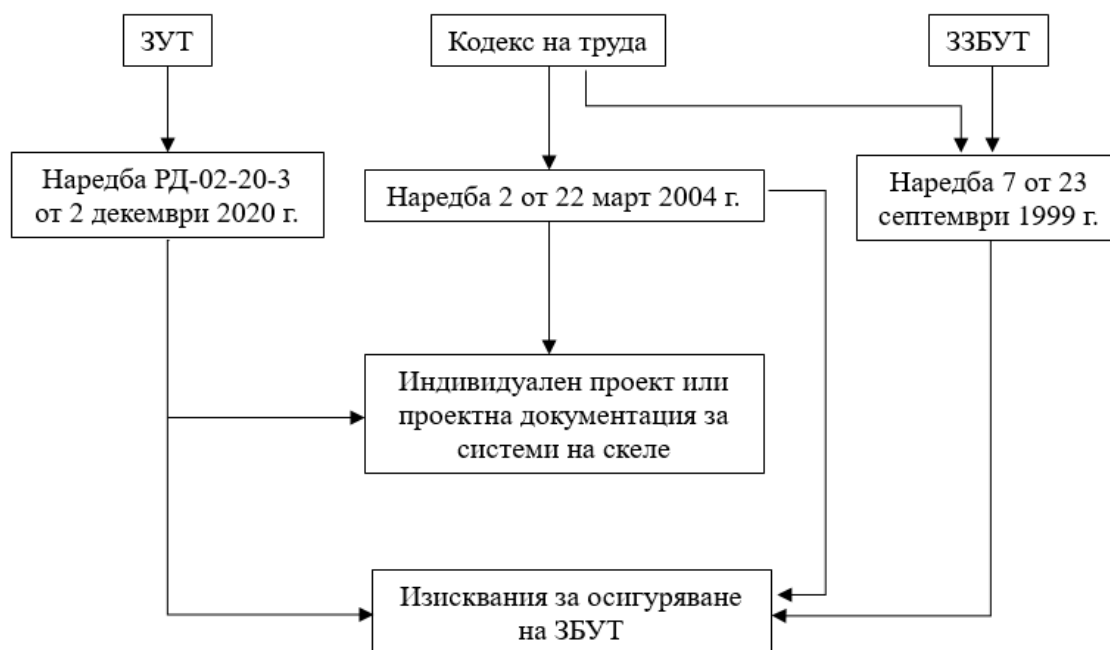 ЗУТ
Кодекс на труда
ЗЗБУТ
Наредба РД-02-20-3
от 2 декември 2020 г.
Наредба 2 от 22 март 2004 г.
Наредба 7 от 23
септември 1999 г.
Индивидуален проект или
проектна документация за
системи на скеле
Изисквания за осигуряване
на ЗБУТ